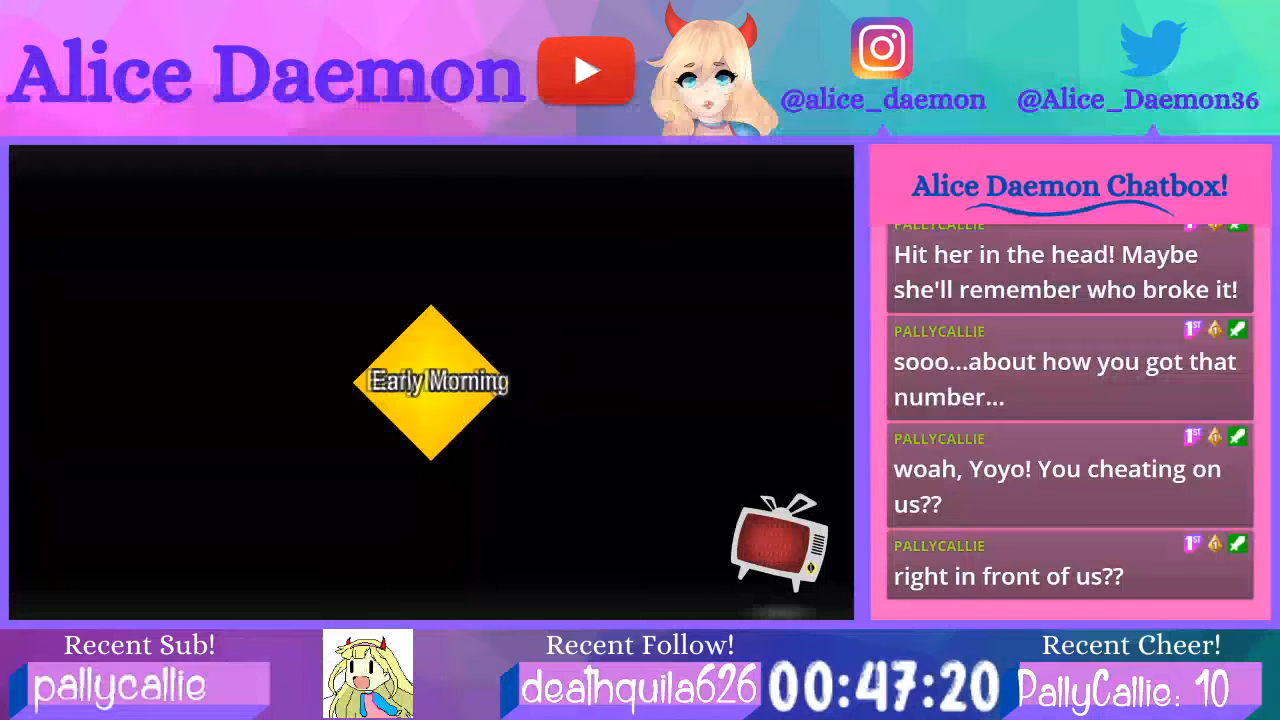 Alice Daemon
@alice_daemon
@Alice_Daemon36
Early Morning
Alice Daemon Chatbox!
PALLYCALLIE
Hit her in the head! Maybe
she'll remember who broke it!
PALLYCALLIE
sooo...about how you got that
number...
PALLYCALLIE
woah, Yoyo! You cheating on
us??
PALLYCALLIE
right in front of us??
Recent Sub!
pallycallie
Recent Follow!
deathquila626
00:47:20
Recent Cheer!
PallyCallie: 10